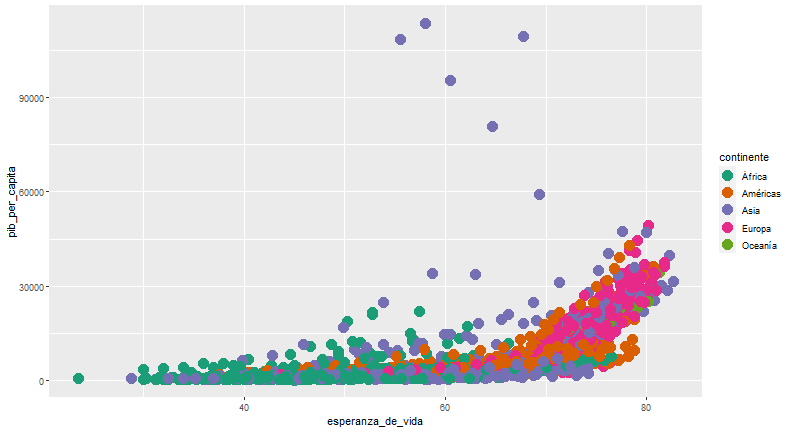 90000
60000
30000
0
40
60
80
pib_per_capita
esperanza_de_vida
continente
África
Américas
Asia
Europa
Oceanía